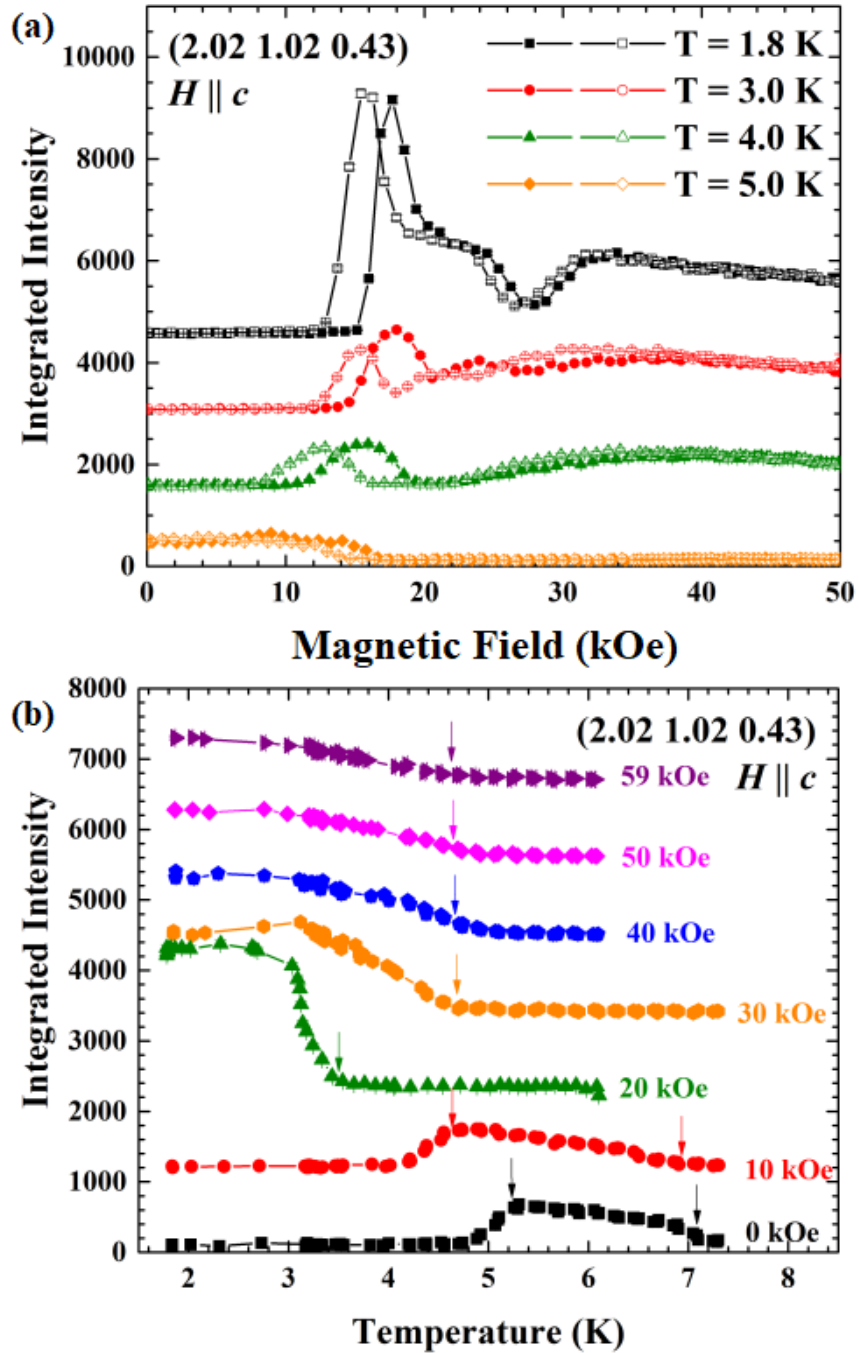 (a)
(2.02 1.02 0.43)
H || c
T = 1.8 K
T = 3.0 K
T = 4.0 K
T = 5.0 K
Integrated Intensity
10000
8000
6000
4000
2000
0
0 10 20 30 40 50
Magnetic Field (kOe)
(b)
(2.02 1.02 0.43)
H || c
59 kOe
50 kOe
40 kOe
30 kOe
20 kOe
10 kOe
0 kOe
Integrated Intensity
8000
7000
6000
5000
4000
3000
2000
1000
0
2 3 4 5 6 7 8
Temperature (K)